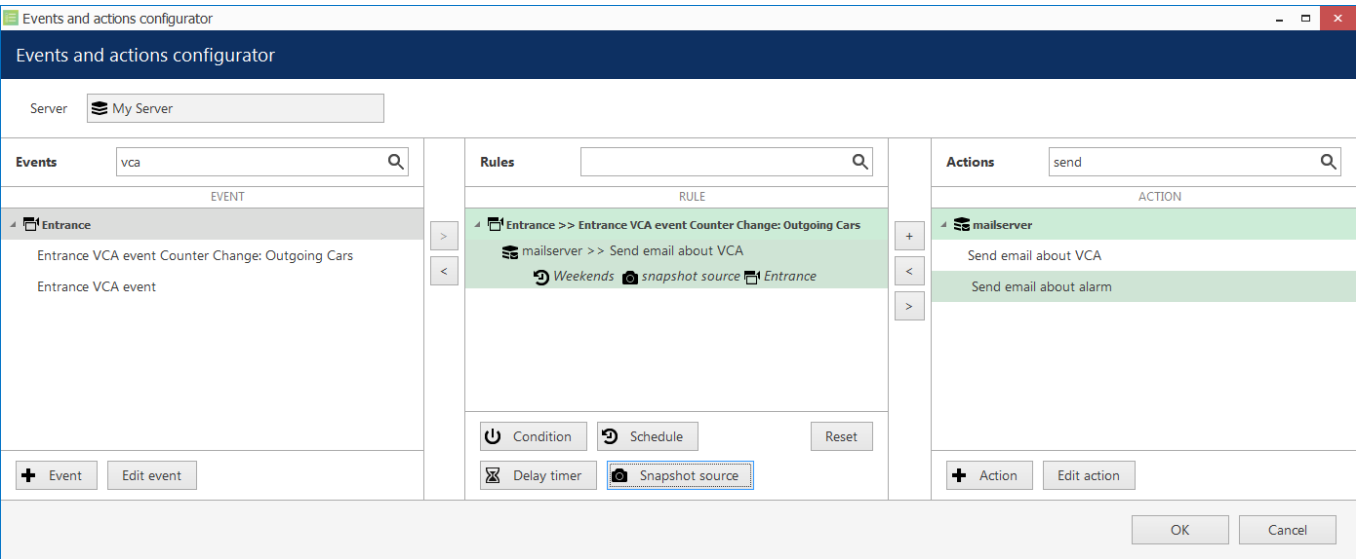 Events and actions configurator
Events and actions configurator
Server My Server
Events vca
EVENT
Entrance
Entrance VCA event Counter Change: Outgoing Cars
Entrance VCA event
+ Event Edit event
>
<
Rules
RULE
Entrance >> Entrance VCA event Counter Change: Outgoing Cars
mailserver >> Send email about VCA
Weekends snapshot source Entrance
Condition Schedule Reset
Delay timer Snapshot source
+
<
>
Actions send
ACTION
mailserver
Send email about VCA
Send email about alarm
+ Action Edit action
OK Cancel